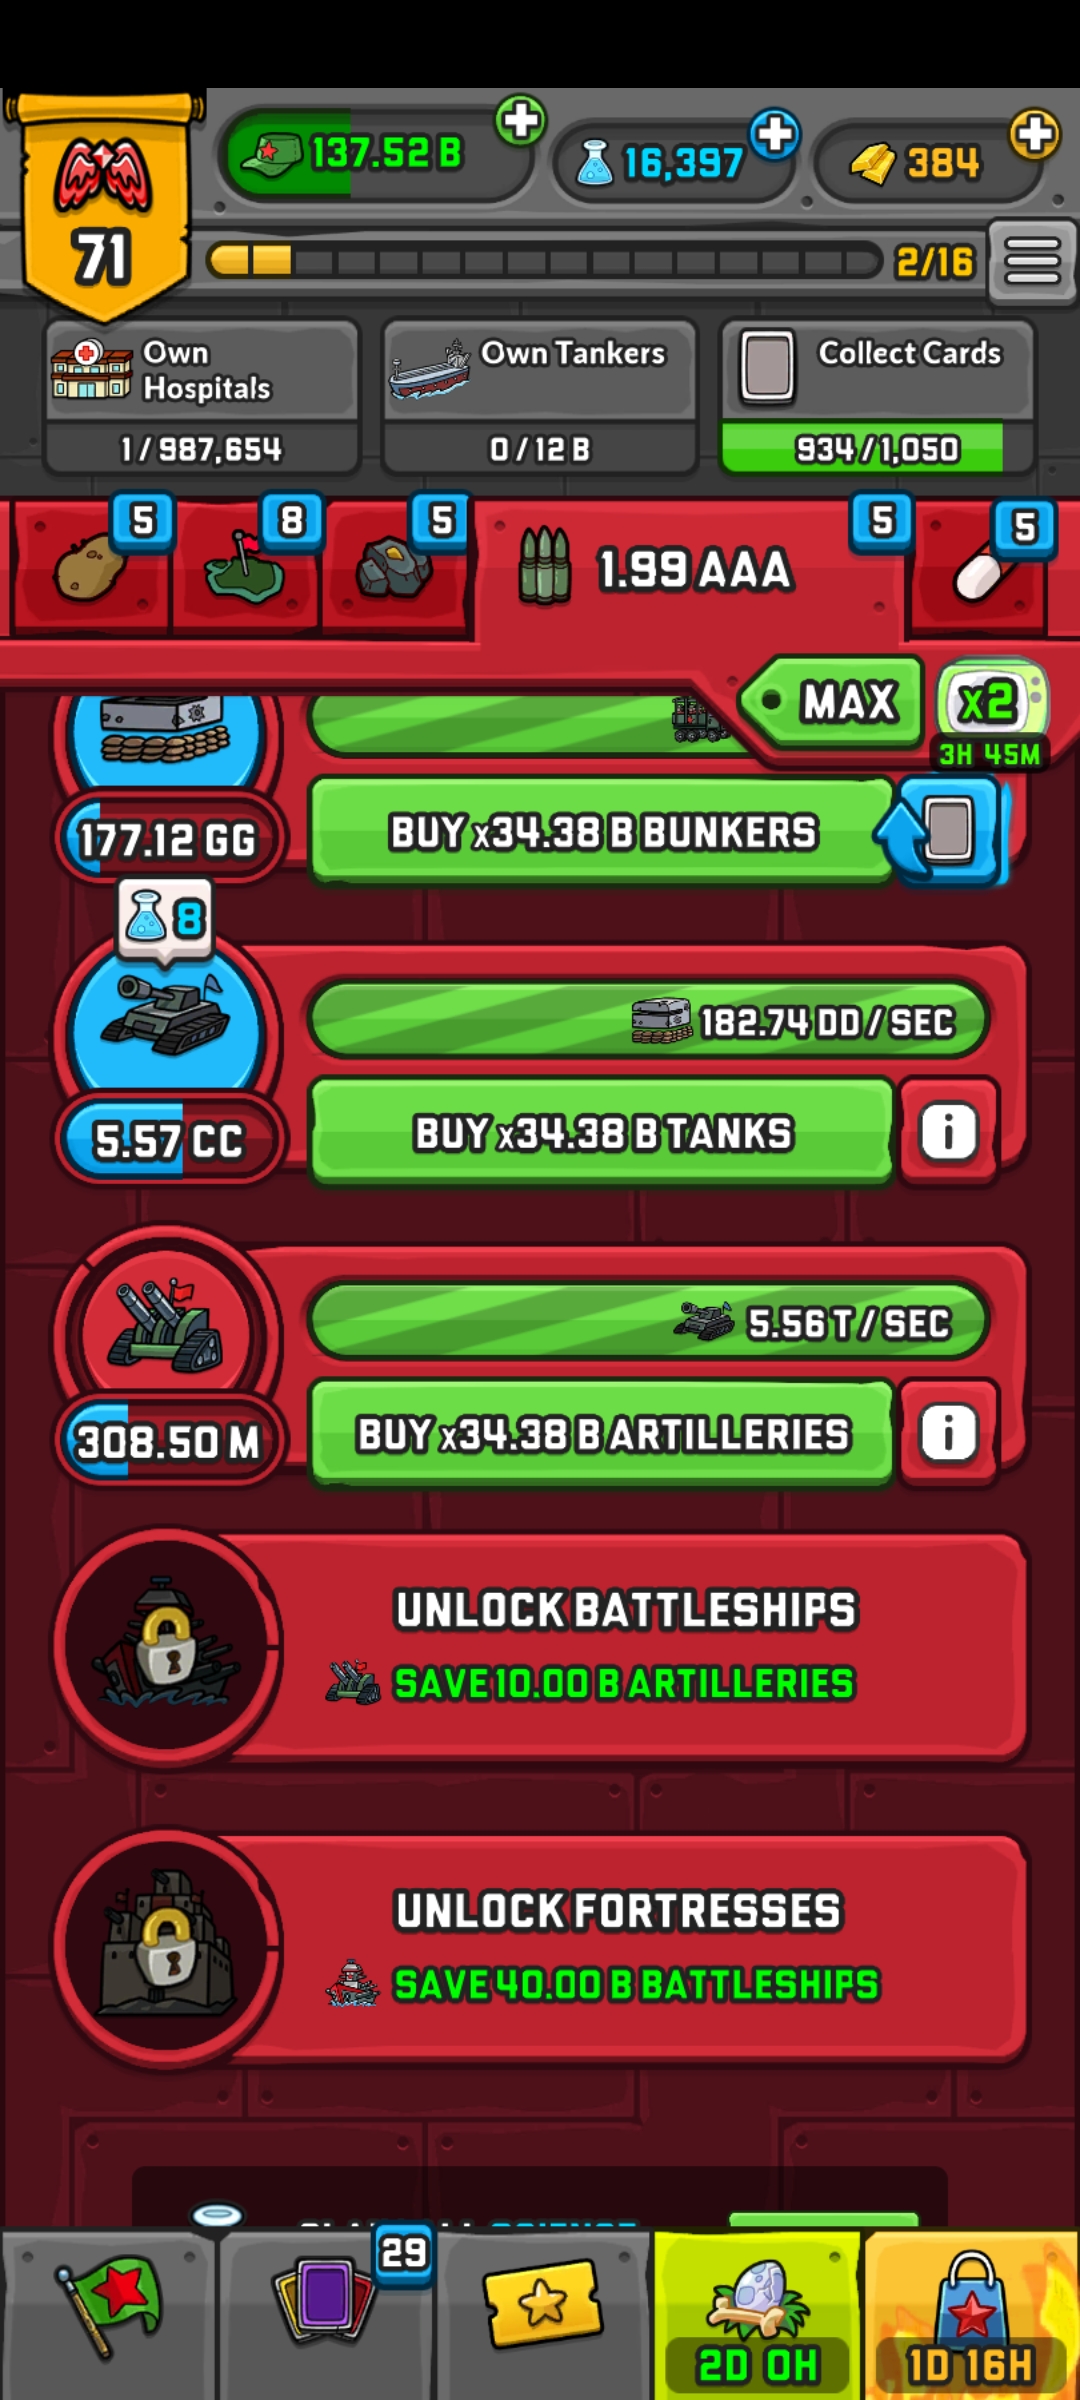 137.52 B
16,397
384
71
2/16
Own
Hospitals
1 / 987,654
Own Tankers
0 / 12 B
Collect Cards
934 / 1,050
5
8
5
1.99 AAA
5
5
MAX
x2
3H 45M
177.12 GG
BUY x34.38 B BUNKERS
8
182.74 DD / SEC
5.57 CC
BUY x34.38 B TANKS
i
5.56 T / SEC
308.50 M
BUY x34.38 B ARTILLERIES
i
UNLOCK BATTLESHIPS
SAVE 10.00 B ARTILLERIES
UNLOCK FORTRESSES
SAVE 40.00 B BATTLESHIPS
29
2D 0H
1D 16H